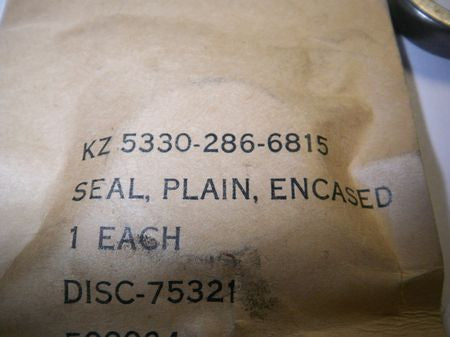 KZ 5330-286-6815
SEAL, PLAIN, ENCASED
1 EACH
DISC-75321